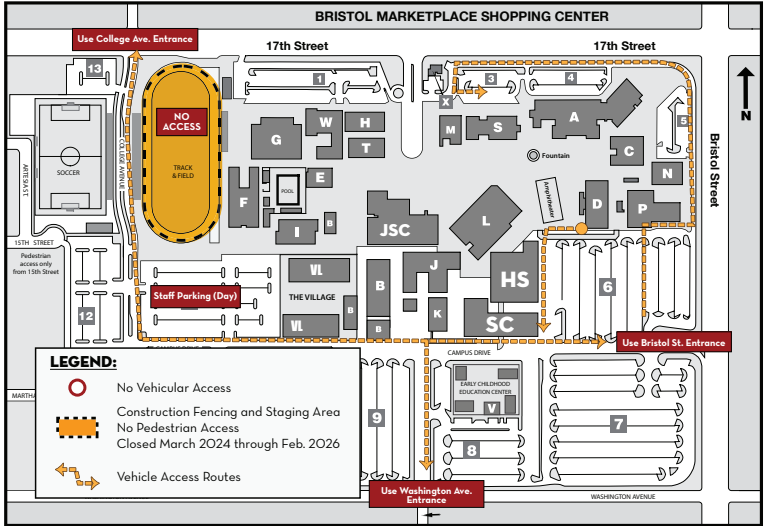 BRISTOL MARKETPLACE SHOPPING CENTER
Use College Ave. Entrance
17th Street
17th Street
13
1
3
4
X
N
NO
ACCESS
TRACK
& FIELD
SOCCER
COLLEGE AVENUE
ARTESIA ST
G
W
H
T
M
S
A
5
C
Fountain
N
Bristol Street
F
POOL
E
I
B
JSC
L
Amphitheater
D
P
15TH STREET
Pedestrian
access only
from 15th Street
12
Staff Parking (Day)
VL
THE VILLAGE
VL
B
B
B
J
K
HS
SC
6
Use Bristol St. Entrance
CAMPUS DRIVE
EARLY CHILDHOOD
EDUCATION CENTER
V
9
8
7
MARTHA
LEGEND:
No Vehicular Access
Construction Fencing and Staging Area
No Pedestrian Access
Closed March 2024 through Feb. 2026
Vehicle Access Routes
Use Washington Ave.
Entrance
WASHINGTON AVENUE